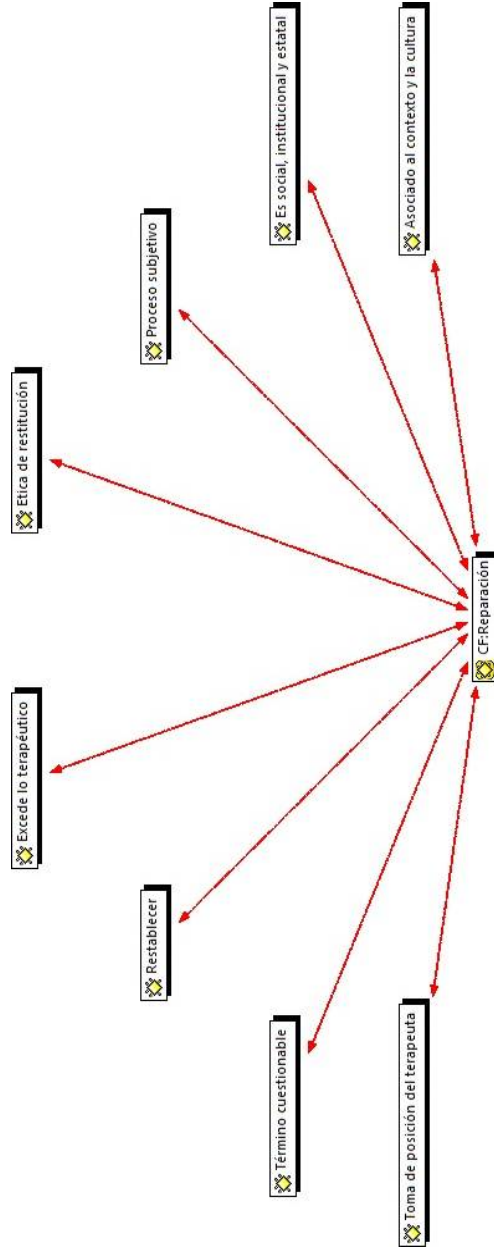 Excede lo terapéutico
Etica de restitución
Restablecer
Proceso subjetivo
Término cuestionable
Es social, institucional y estatal
Toma de posición del terapeuta
Asociado al contexto y la cultura
CF:Reparación